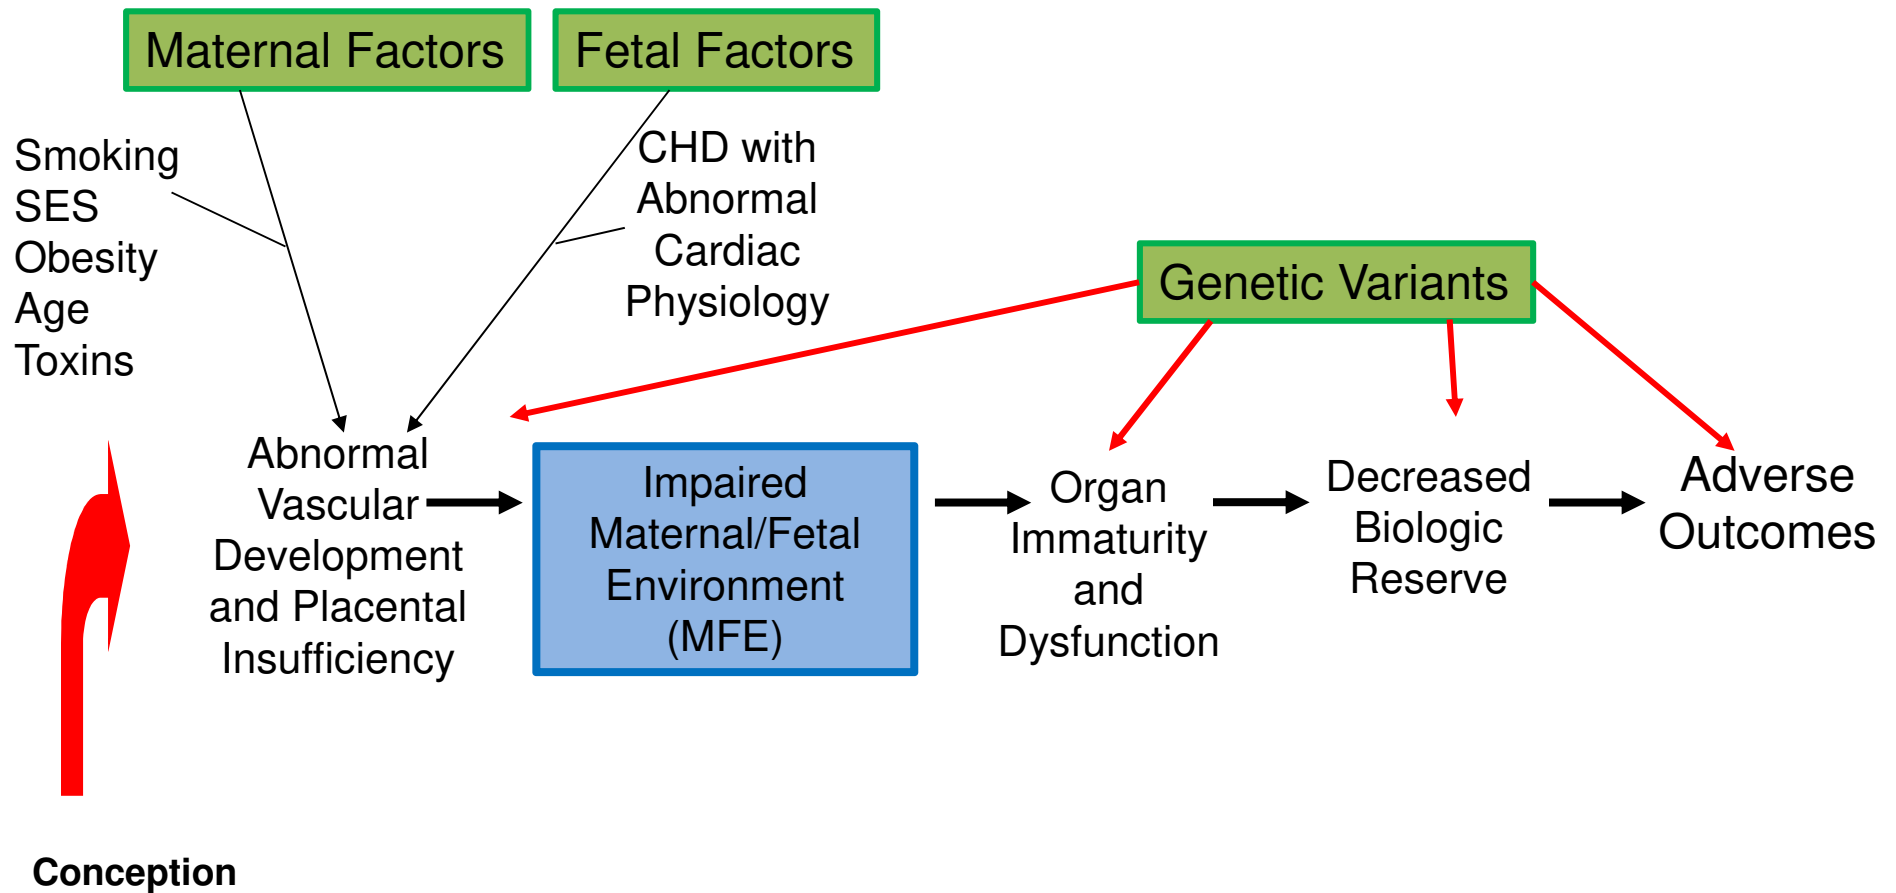 Maternal Factors
Fetal Factors
Smoking
SES
Obesity
Age
Toxins
CHD with
Abnormal
Cardiac
Physiology
Genetic Variants
Abnormal
Vascular
Development
and Placental
Insufficiency
Impaired
Maternal/Fetal
Environment
(MFE)
Organ
Immaturity
and
Dysfunction
Decreased
Biologic
Reserve
Adverse
Outcomes
Conception